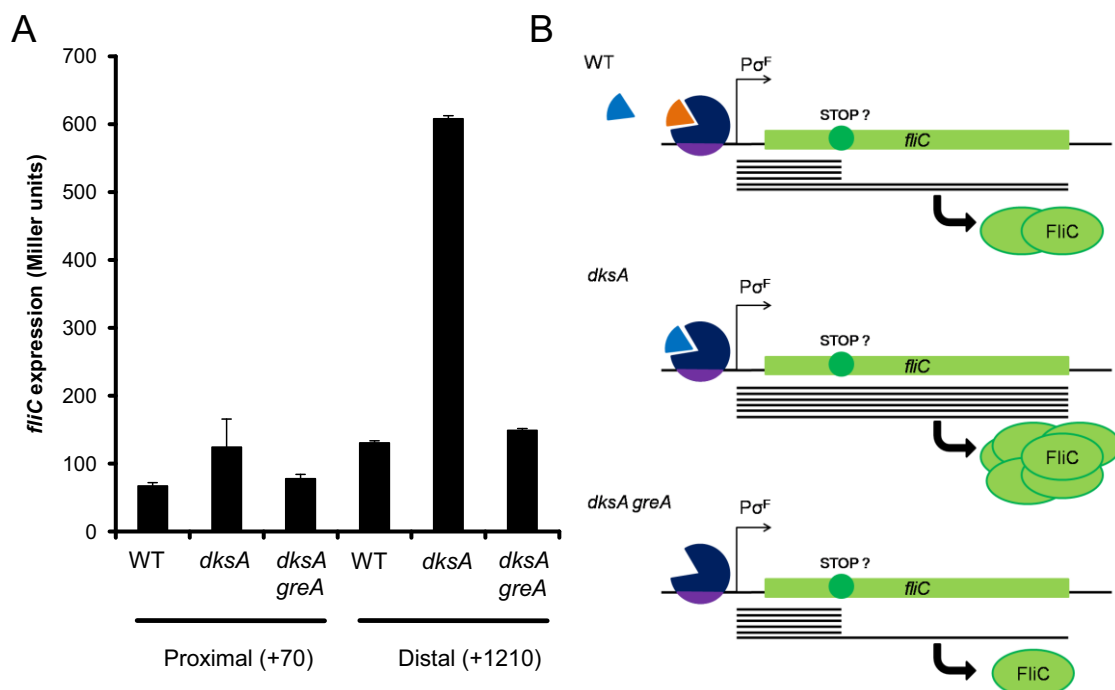 A
fliC expression (Miller units)
700
600
500
400
300
200
100
0
WT
dksA
dksA
greA
WT
dksA
dksA
greA
Proximal (+70)
Distal (+1210)
B
WT
Pσᶠ
STOP ?
fliC
FliC
dksA
Pσᶠ
STOP ?
fliC
FliC
dksA greA
Pσᶠ
STOP ?
fliC
FliC